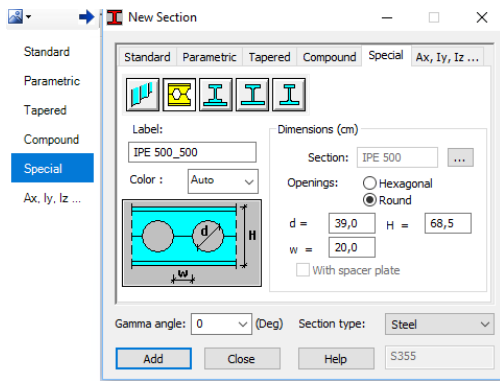 New Section
Standard
Parametric
Tapered
Compound
Special
Ax, Iy, Iz ...
Standard Parametric Tapered Compound Special Ax, Iy, Iz ...
Label:
IPE 500_500
Color : Auto
d
H
w
Dimensions (cm)
Section: IPE 500 ...
Openings: Hexagonal
Round
d = 39,0 H = 68,5
w = 20,0
With spacer plate
Gamma angle: 0 (Deg) Section type: Steel
Add Close Help S355